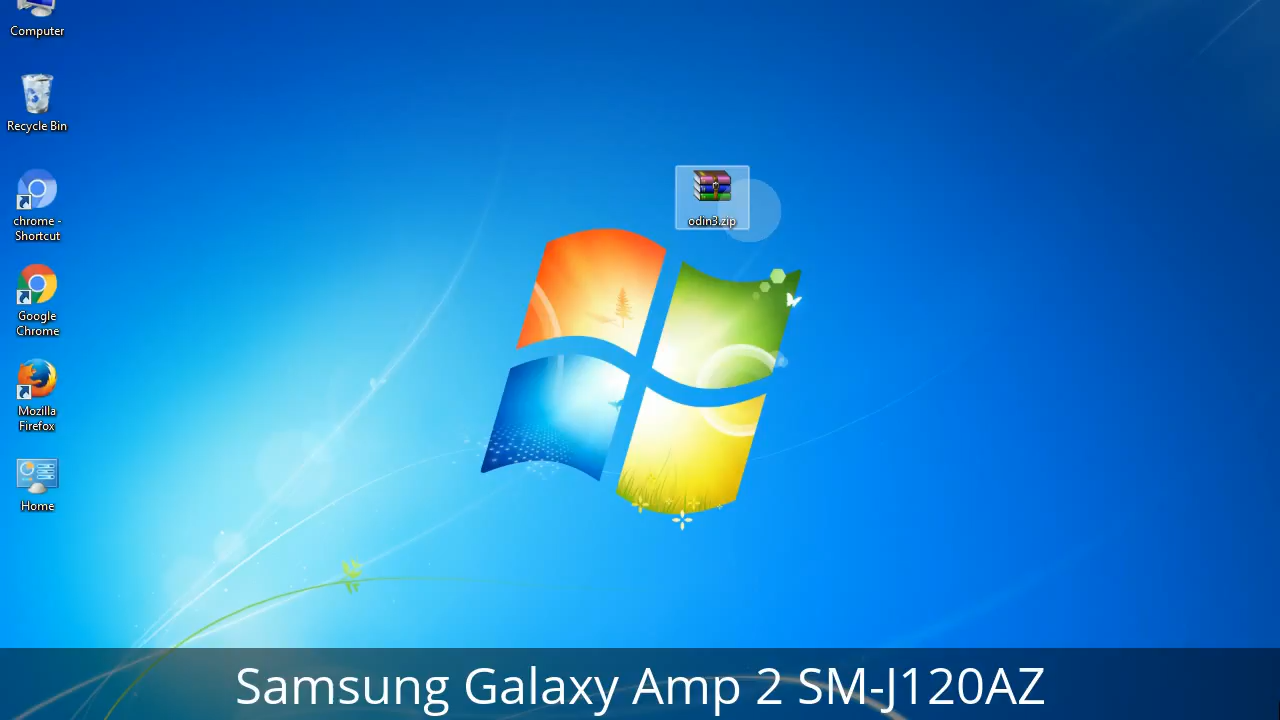 Computer
Recycle Bin
chrome -
Shortcut
Google
Chrome
Mozilla
Firefox
Home
odin3.zip
Samsung Galaxy Amp 2 SM-J120AZ